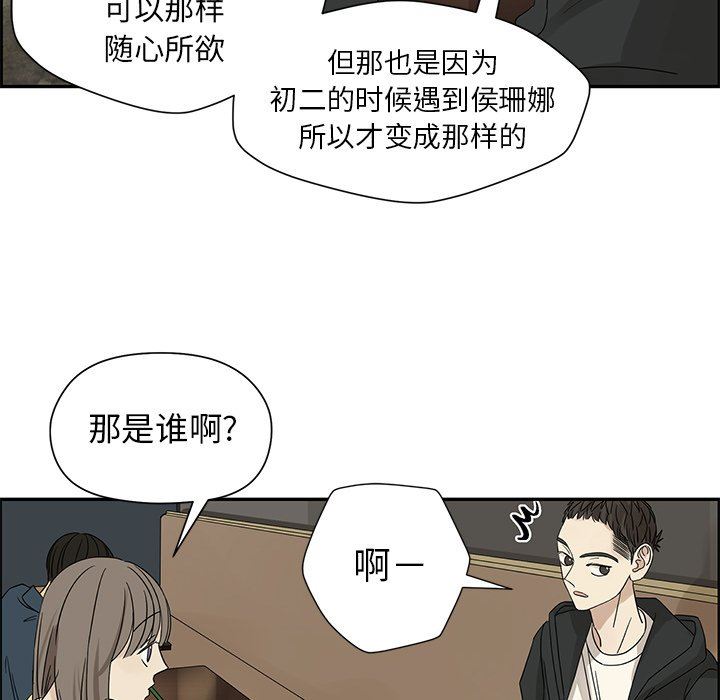 可以那样
随心所欲
但那也是因为
初二的时候遇到侯珊娜
所以才变成那样的
那是谁啊?
啊—